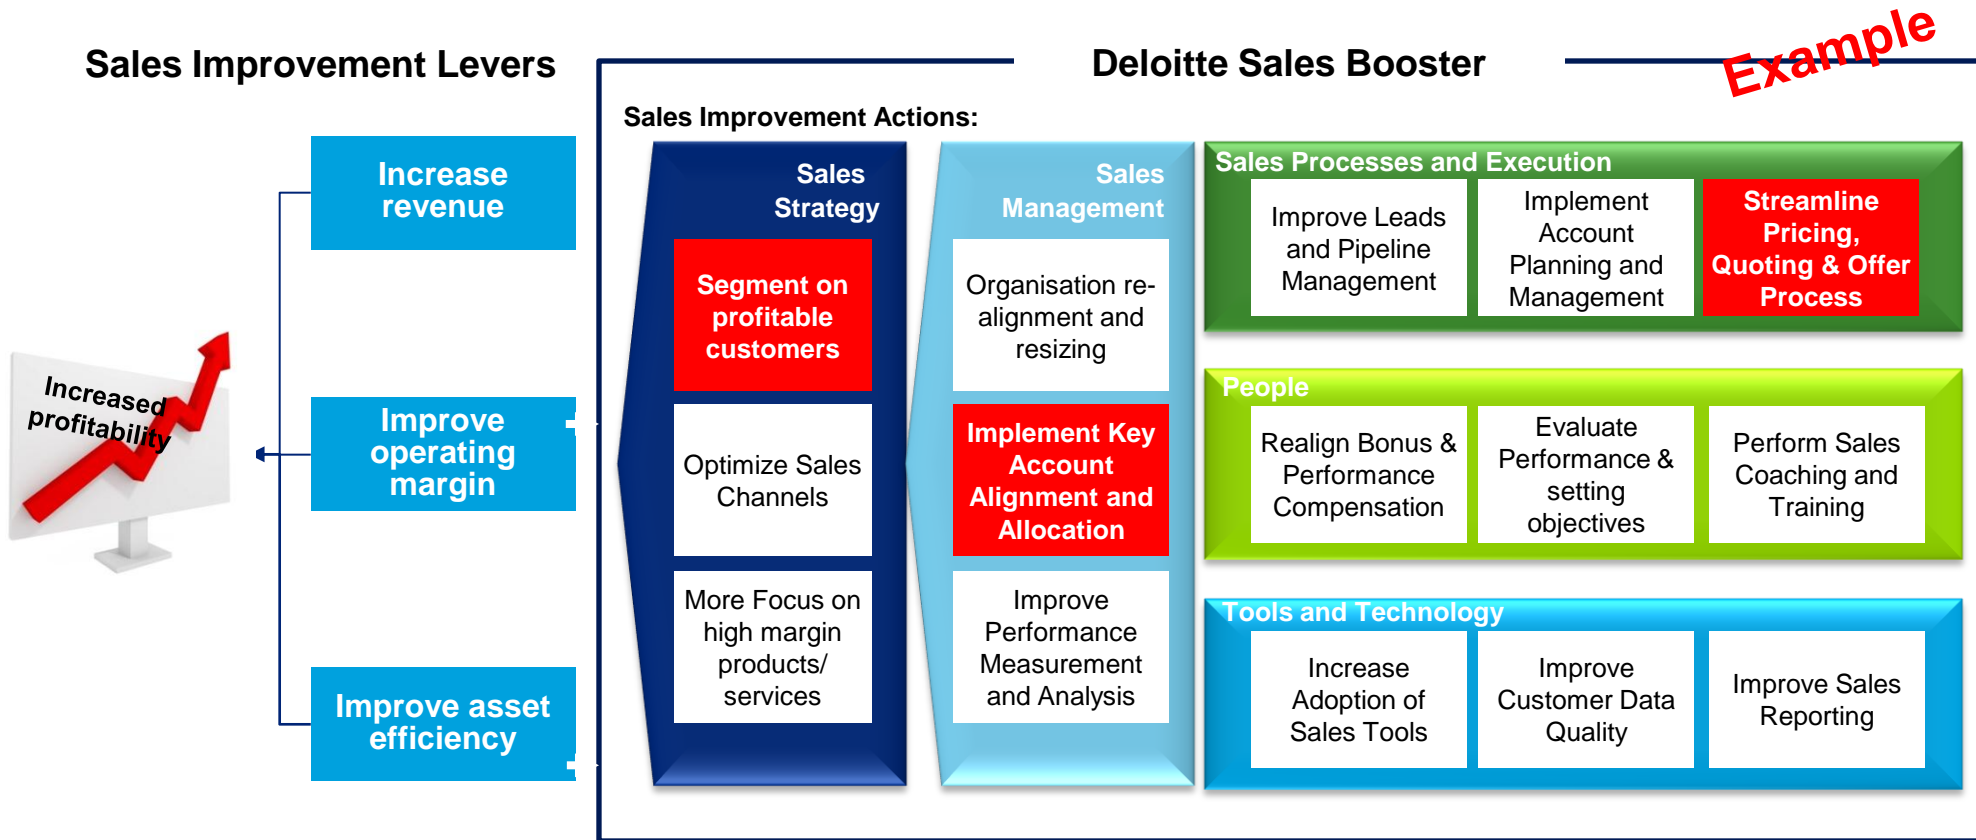 Sales Improvement Levers
Deloitte Sales Booster
Example
Sales Improvement Actions:
Increased
profitability
Increase
revenue
Improve
operating
margin
Improve asset
efficiency
Sales
Strategy
Segment on
profitable
customers
Optimize Sales
Channels
More Focus on
high margin
products/
services
Sales
Management
Organisation re-
alignment and
resizing
Implement Key
Account
Alignment and
Allocation
Improve
Performance
Measurement
and Analysis
Sales Processes and Execution
Improve Leads
and Pipeline
Management
Implement
Account
Planning and
Management
Streamline
Pricing,
Quoting & Offer
Process
People
Realign Bonus &
Performance
Compensation
Evaluate
Performance &
setting
objectives
Perform Sales
Coaching and
Training
Tools and Technology
Increase
Adoption of
Sales Tools
Improve
Customer Data
Quality
Improve Sales
Reporting